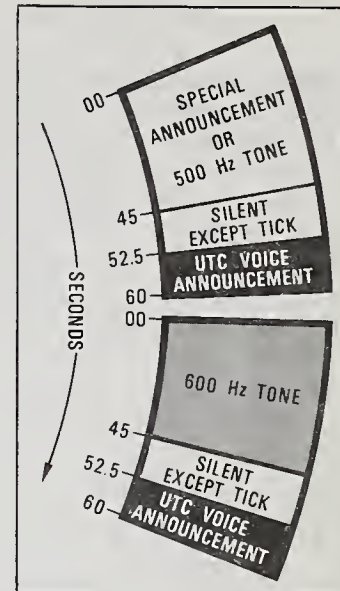 00
SPECIAL
ANNOUNCEMENT
OR
500 Hz TONE
45
SILENT
EXCEPT TICK
52.5
UTC VOICE
ANNOUNCEMENT
60
00
SECONDS
600 Hz TONE
45
SILENT
EXCEPT TICK
52.5
UTC VOICE
ANNOUNCEMENT
60